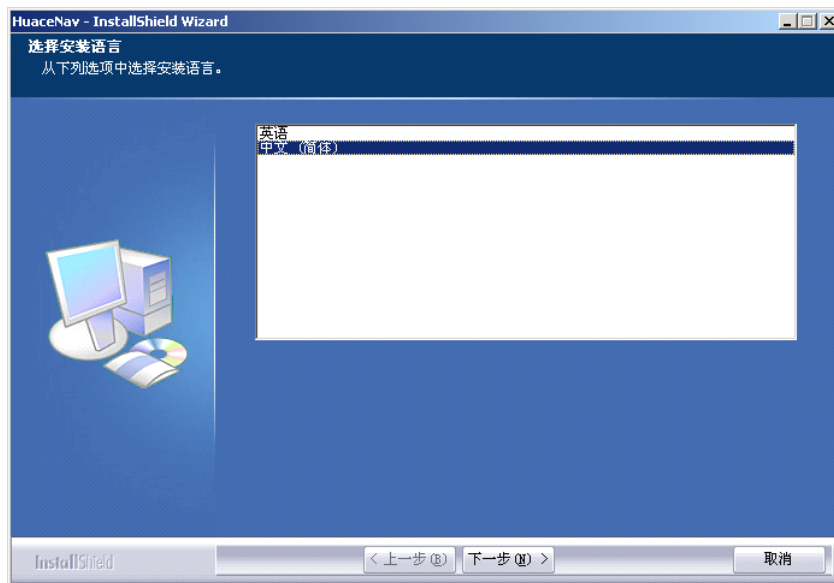 HuaceNav - InstallShield Wizard
选择安装语言
从下列选项中选择安装语言。
英语
中文 (简体)
InstallShield
< 上一步(B)
下一步(N) >
取消